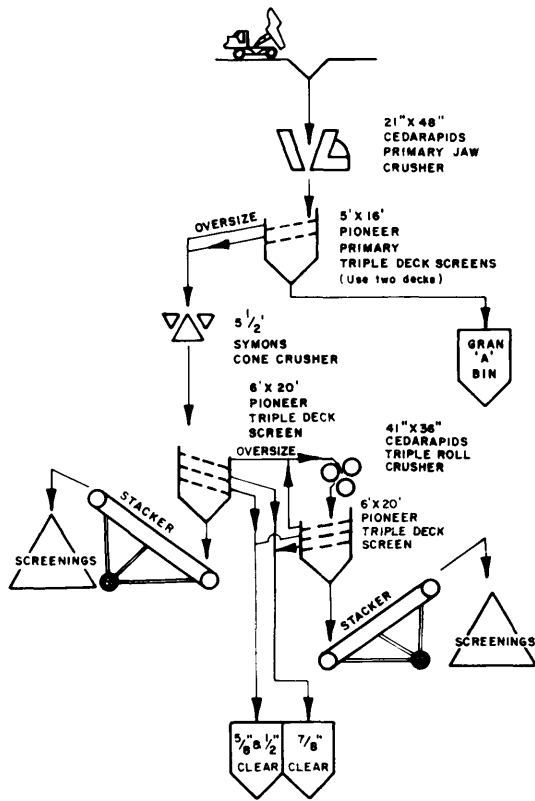 21" X 48"
CEDARAPIDS
PRIMARY JAW
CRUSHER
OVERSIZE
5' X 16'
PIONEER
PRIMARY
TRIPLE DECK SCREENS
(Use two decks)
5 1/2'
SYMONS
CONE CRUSHER
GRAN
'A'
BIN
6' X 20'
PIONEER
TRIPLE DECK
SCREEN
OVERSIZE
41" X 36"
CEDARAPIDS
TRIPLE ROLL
CRUSHER
6' X 20'
PIONEER
TRIPLE DECK
SCREEN
STACKER
SCREENINGS
STACKER
SCREENINGS
5/8" & 1/2"
CLEAR
7/8"
CLEAR